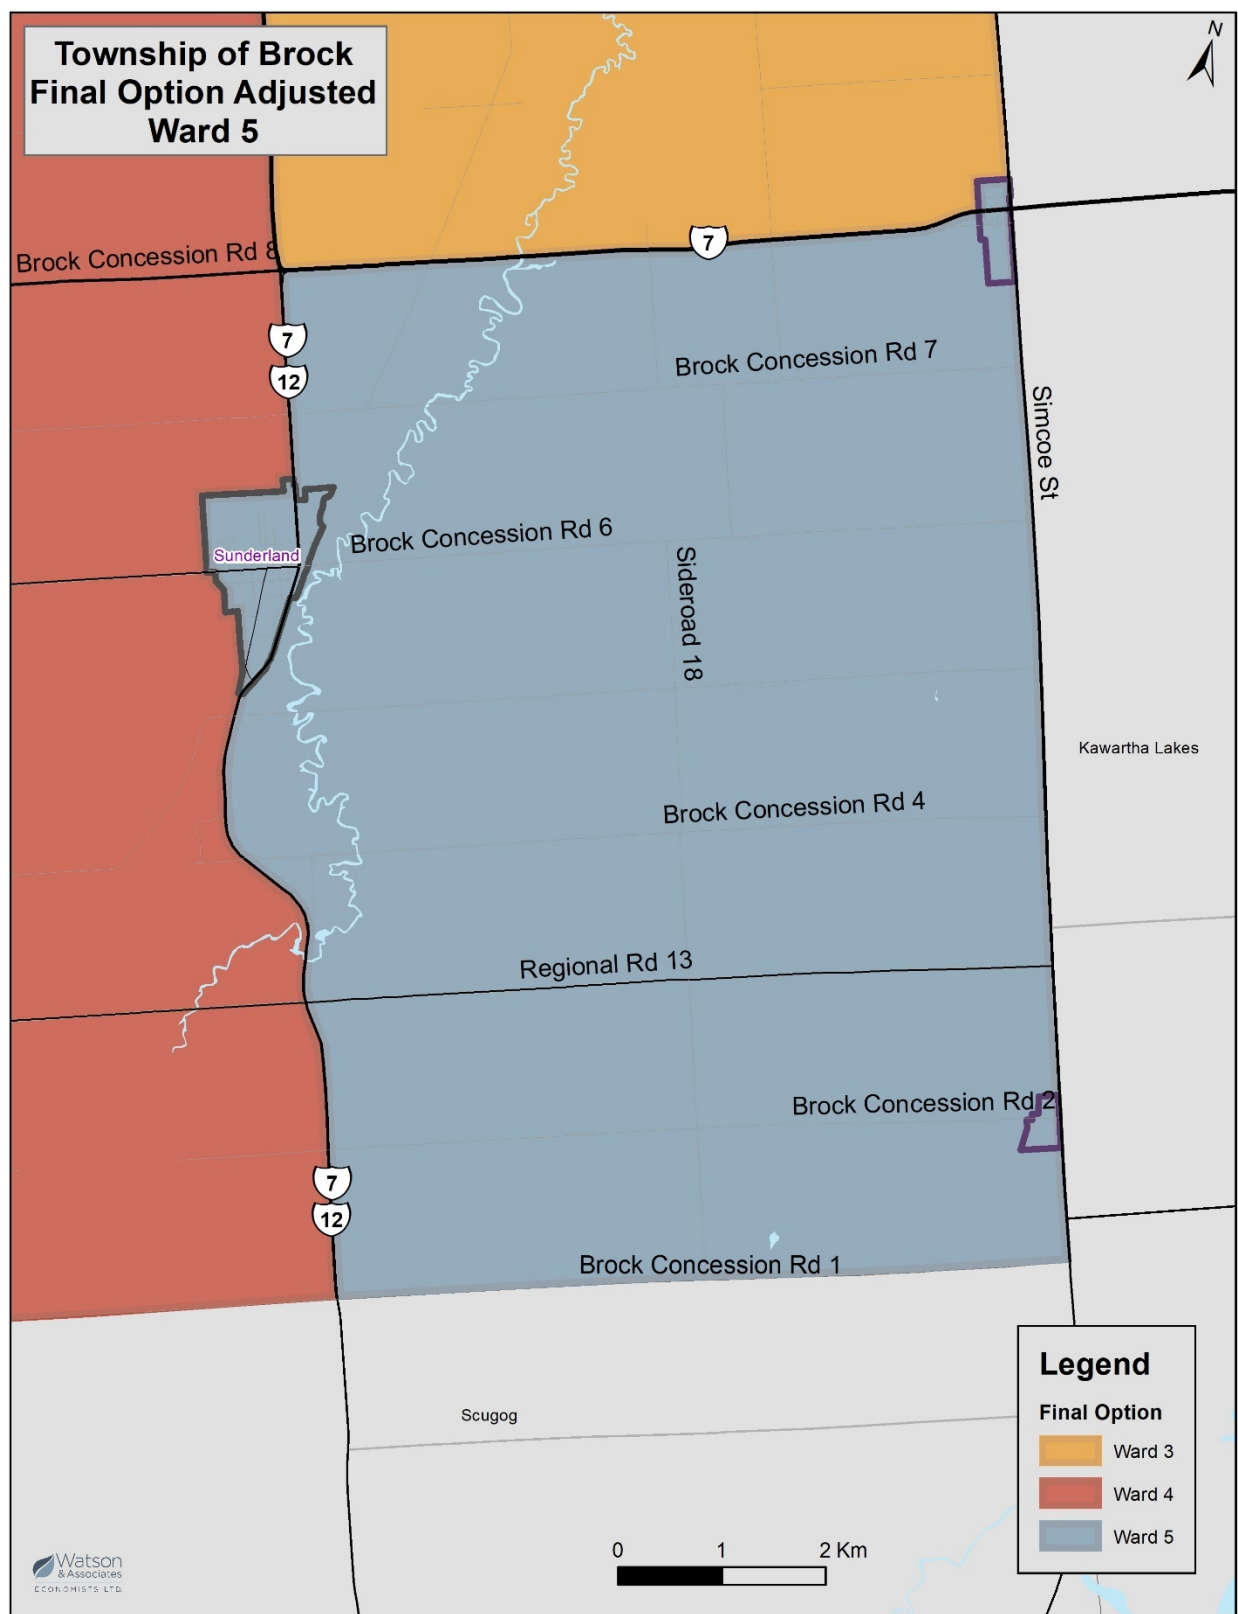 Township of Brock
Final Option Adjusted
Ward 5
N
Brock Concession Rd 8
7
7
12
Brock Concession Rd 7
Simcoe St
Sunderland
Brock Concession Rd 6
Sideroad 18
Kawartha Lakes
Brock Concession Rd 4
Regional Rd 13
Brock Concession Rd 2
7
12
Brock Concession Rd 1
Scugog
Legend
Final Option
Ward 3
Ward 4
Ward 5
0 1 2 Km
Watson
& Associates
ECONOMISTS LTD.